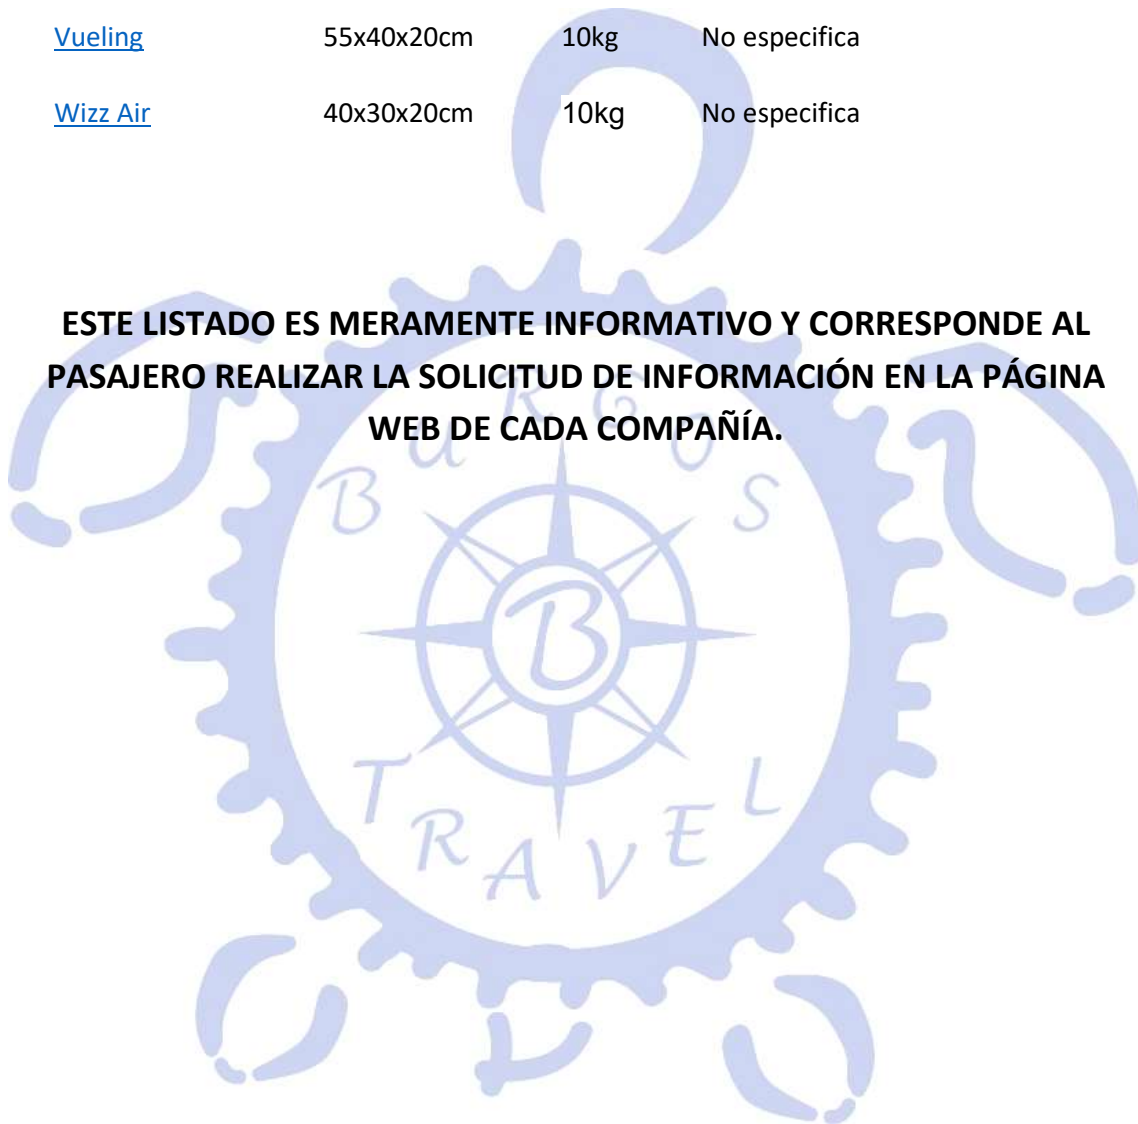 Vueling 55x40x20cm 10kg No especifica
Wizz Air 40x30x20cm 10kg No especifica
ESTE LISTADO ES MERAMENTE INFORMATIVO Y CORRESPONDE AL
PASAJERO REALIZAR LA SOLICITUD DE INFORMACIÓN EN LA PÁGINA
WEB DE CADA COMPAÑÍA.
BURGOS
B
TRAVEL